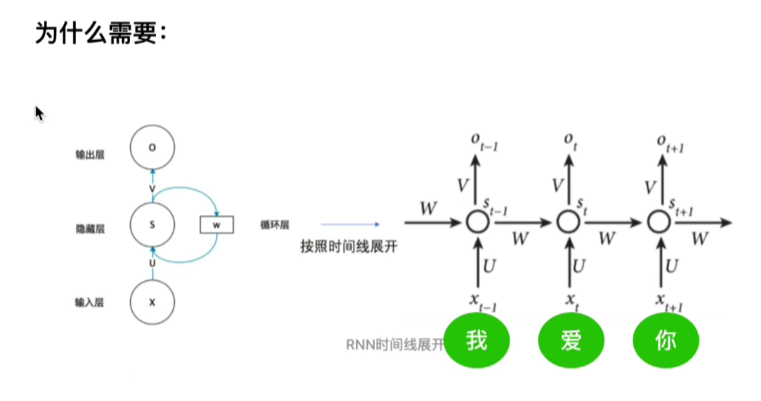 为什么需要：
输出层
O
V
隐藏层
S
W
循环层
U
输入层
X
按照时间线展开
o_{t-1} o_t o_{t+1}
V V V
W s_{t-1} s_t s_{t+1}
W W W
U U U
x_{t-1} x_t x_{t+1}
RNN时间线展开 我 爱 你